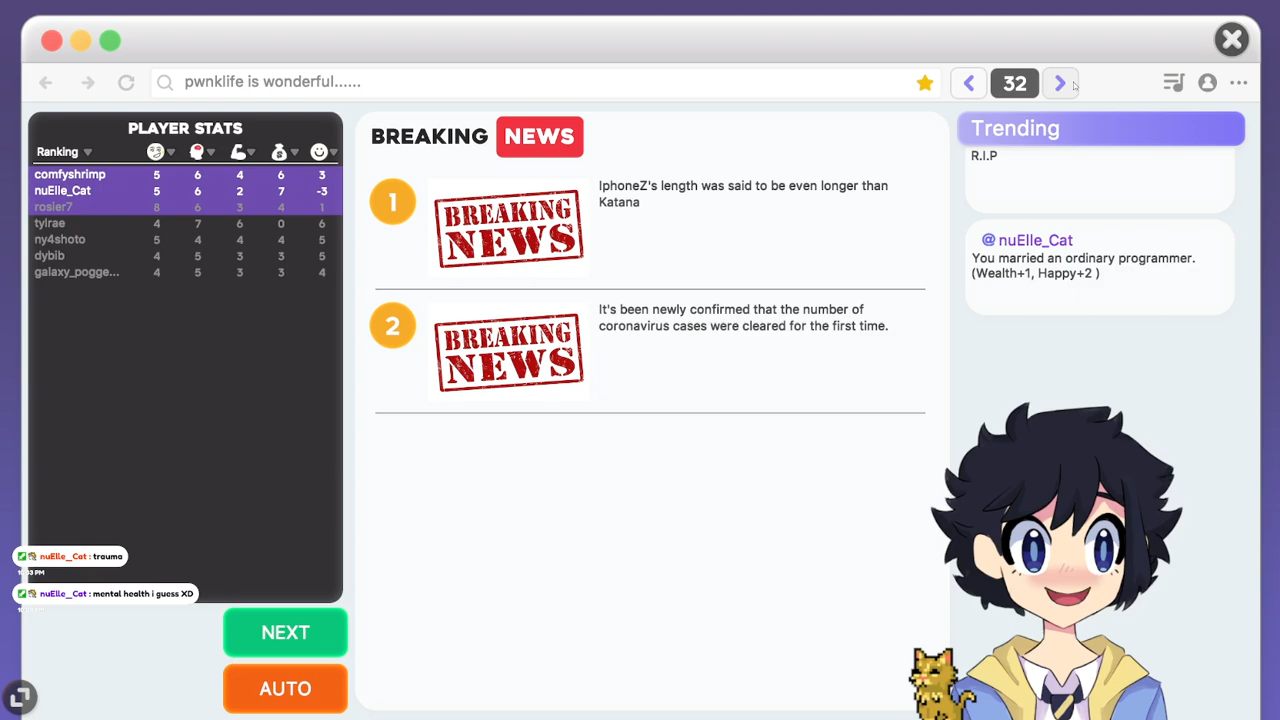 pwnklife is wonderful......
32
PLAYER STATS
Ranking
comfyshrimp 5 6 4 6 3
nuElle_Cat 5 6 2 7 -3
rosier7 8 6 3 4 1
tylrae 4 7 6 0 6
ny4shoto 5 4 4 4 5
dybib 4 5 3 3 5
galaxy_pogge... 4 5 3 3 4
nuElle_Cat : trauma
nuElle_Cat : mental health i guess XD
NEXT
AUTO
BREAKING NEWS
1
BREAKING
NEWS
IphoneZ's length was said to be even longer than
Katana
2
BREAKING
NEWS
It's been newly confirmed that the number of
coronavirus cases were cleared for the first time.
Trending
R.I.P
@ nuElle_Cat
You married an ordinary programmer.
(Wealth+1, Happy+2 )